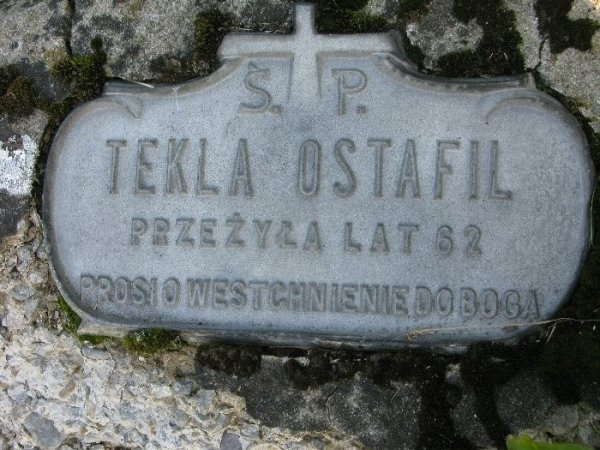 Ś. P.
TEKLA OSTAFIL
PRZEŻYŁA LAT 62
PROSI O WESTCHNIENIE DO BOGA